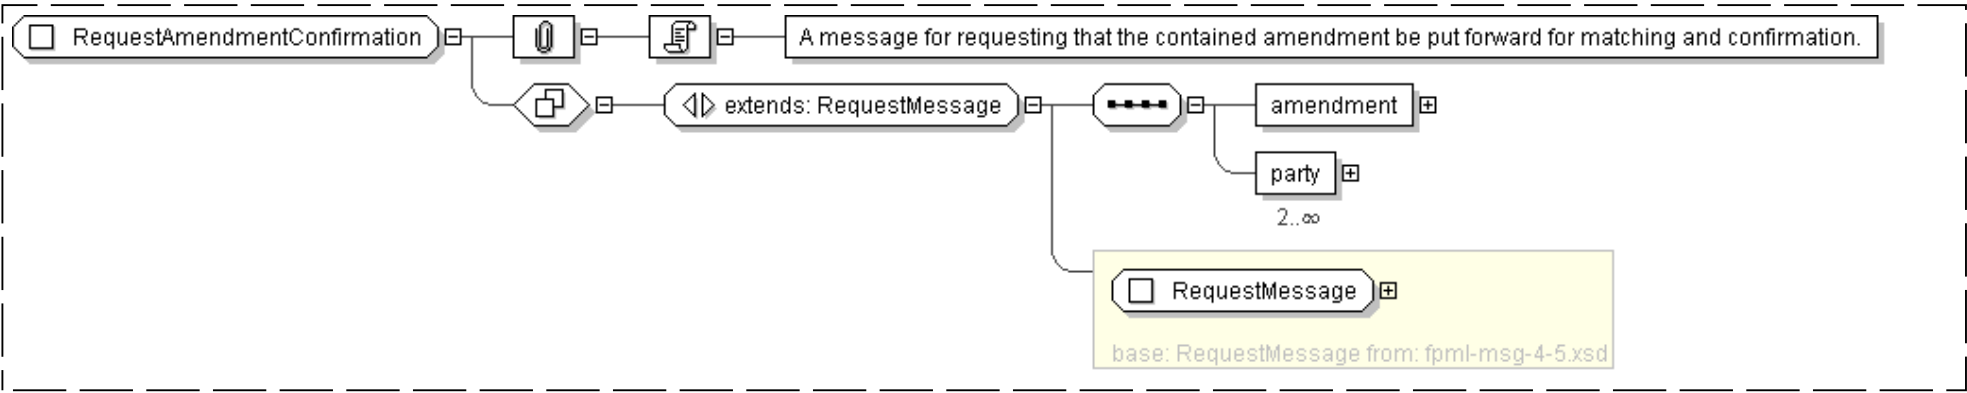 RequestAmendmentConfirmation
A message for requesting that the contained amendment be put forward for matching and confirmation.
extends: RequestMessage
amendment
party
2..∞
RequestMessage
base: RequestMessage from: fpml-msg-4-5.xsd